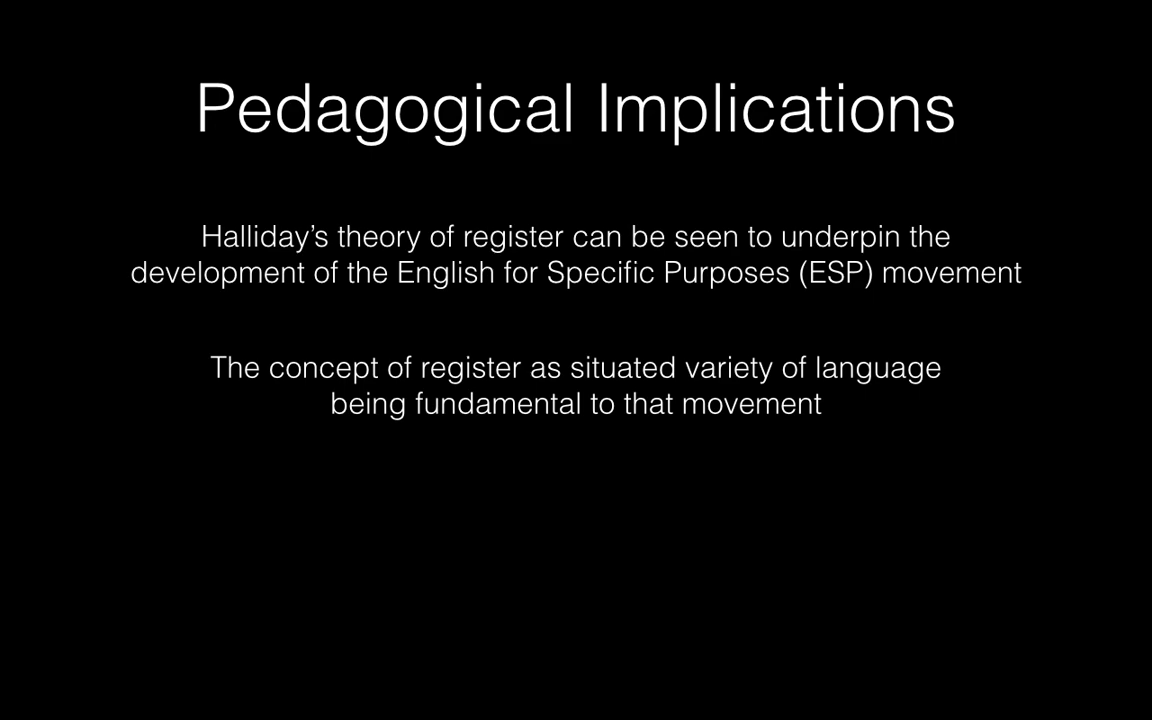 Pedagogical Implications
Halliday’s theory of register can be seen to underpin the
development of the English for Specific Purposes (ESP) movement
The concept of register as situated variety of language
being fundamental to that movement